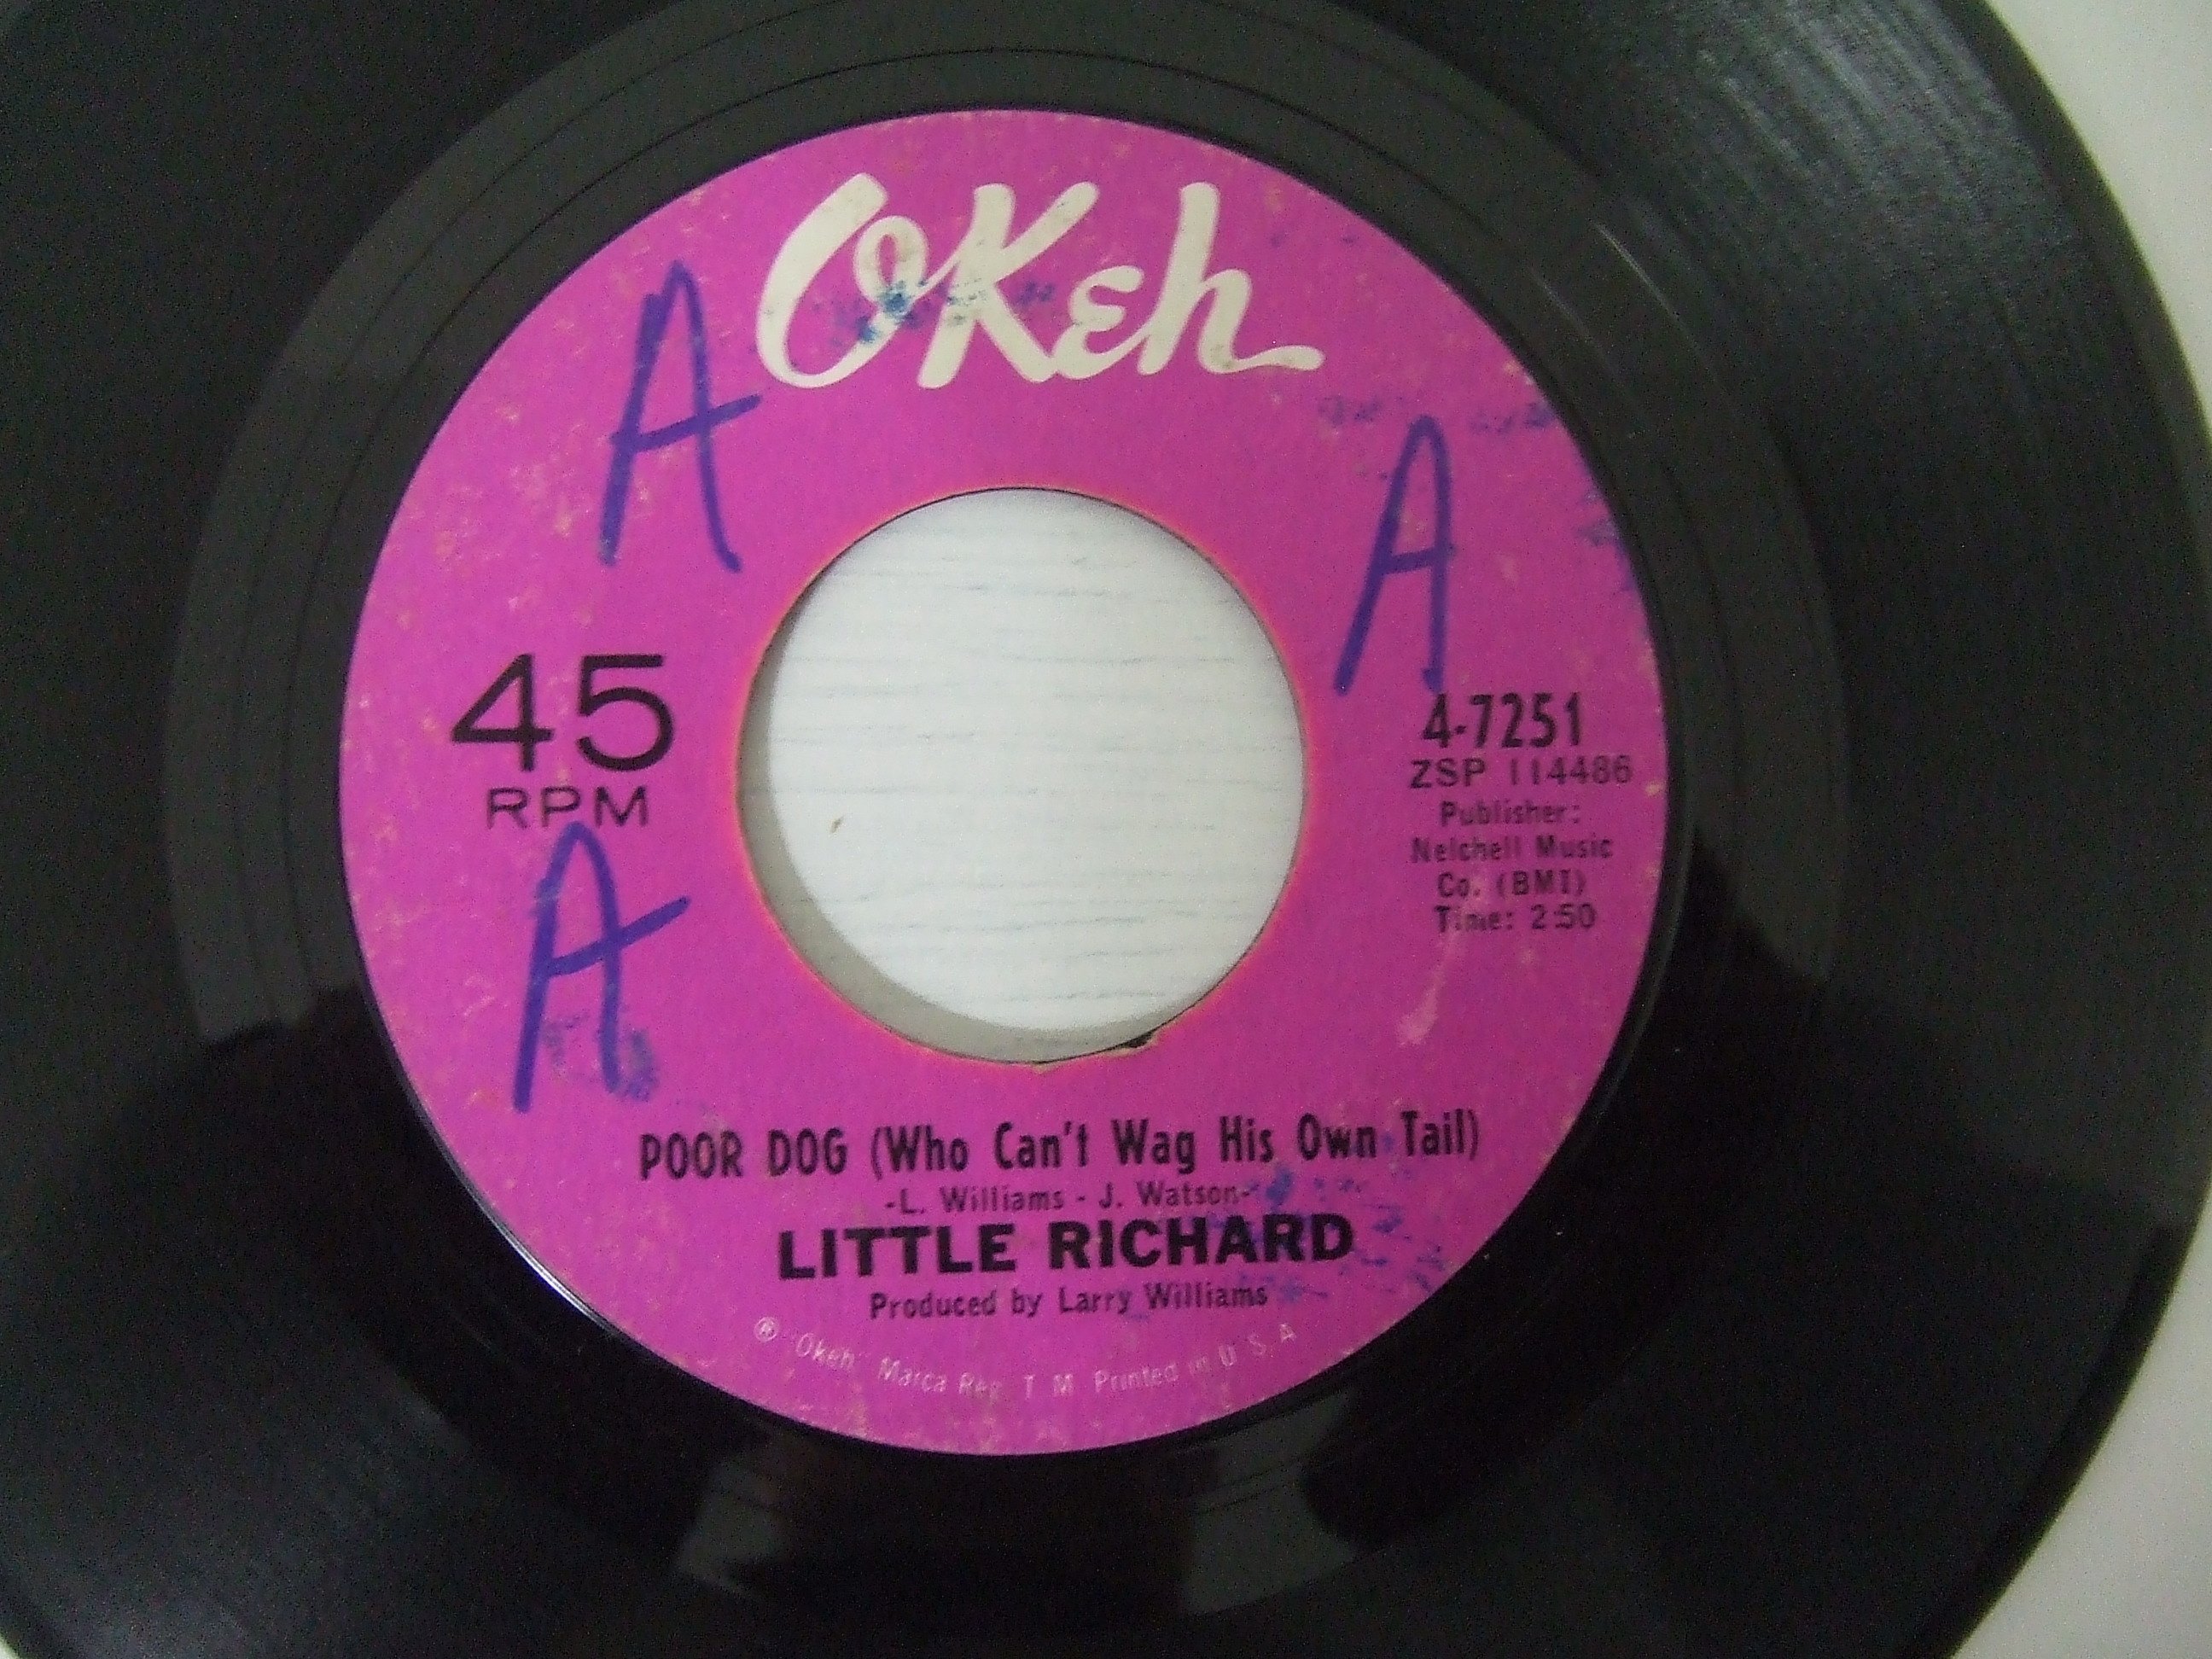 OKeh
A
A
45
RPM
A
4-7251
ZSP 114486
Publisher:
Nelchell Music
Co. (BMI)
Time: 2:50
POOR DOG (Who Can't Wag His Own Tail)
-L. Williams - J. Watson-
LITTLE RICHARD
Produced by Larry Williams
® "Okeh" Marca Reg. T M Printed in U S A